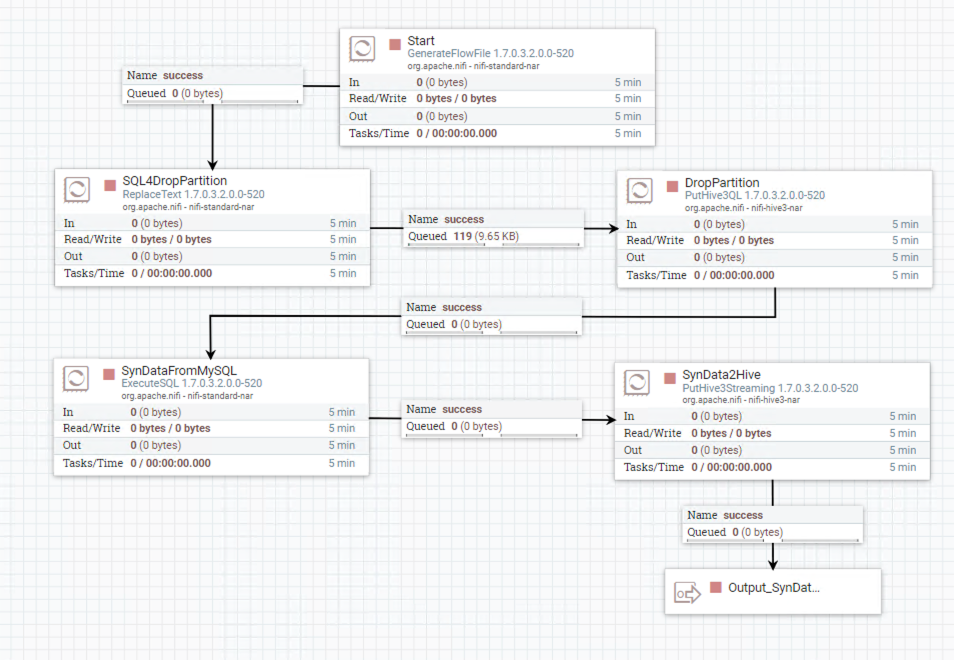 Start
GenerateFlowFile 1.7.0.3.2.0.0-520
org.apache.nifi - nifi-standard-nar
In 0 (0 bytes) 5 min
Read/Write 0 bytes / 0 bytes 5 min
Out 0 (0 bytes) 5 min
Tasks/Time 0 / 00:00:00.000 5 min
Name success
Queued 0 (0 bytes)
SQL4DropPartition
ReplaceText 1.7.0.3.2.0.0-520
org.apache.nifi - nifi-standard-nar
In 0 (0 bytes) 5 min
Read/Write 0 bytes / 0 bytes 5 min
Out 0 (0 bytes) 5 min
Tasks/Time 0 / 00:00:00.000 5 min
Name success
Queued 119 (9.65 KB)
DropPartition
PutHive3QL 1.7.0.3.2.0.0-520
org.apache.nifi - nifi-hive3-nar
In 0 (0 bytes) 5 min
Read/Write 0 bytes / 0 bytes 5 min
Out 0 (0 bytes) 5 min
Tasks/Time 0 / 00:00:00.000 5 min
Name success
Queued 0 (0 bytes)
SynDataFromMySQL
ExecuteSQL 1.7.0.3.2.0.0-520
org.apache.nifi - nifi-standard-nar
In 0 (0 bytes) 5 min
Read/Write 0 bytes / 0 bytes 5 min
Out 0 (0 bytes) 5 min
Tasks/Time 0 / 00:00:00.000 5 min
Name success
Queued 0 (0 bytes)
SynData2Hive
PutHive3Streaming 1.7.0.3.2.0.0-520
org.apache.nifi - nifi-hive3-nar
In 0 (0 bytes) 5 min
Read/Write 0 bytes / 0 bytes 5 min
Out 0 (0 bytes) 5 min
Tasks/Time 0 / 00:00:00.000 5 min
Name success
Queued 0 (0 bytes)
Output_SynDat...